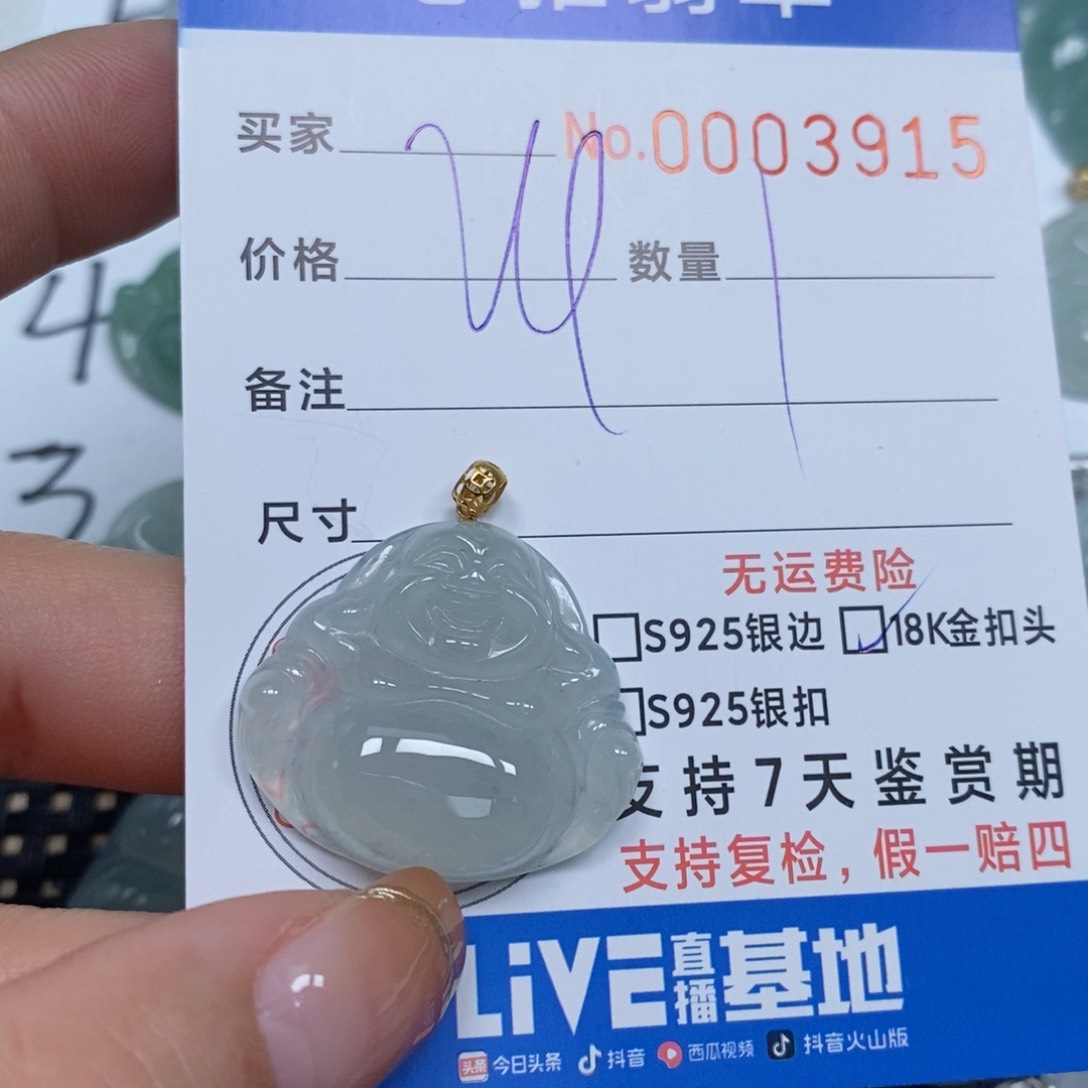 买家 No.0003915
价格 数量
备注
尺寸
无运费险
S925银边 18K金扣头
S925银扣
支持7天鉴赏期
支持复检，假一赔四
LiVE直播基地
今日头条 抖音 西瓜视频 抖音火山版
4
3